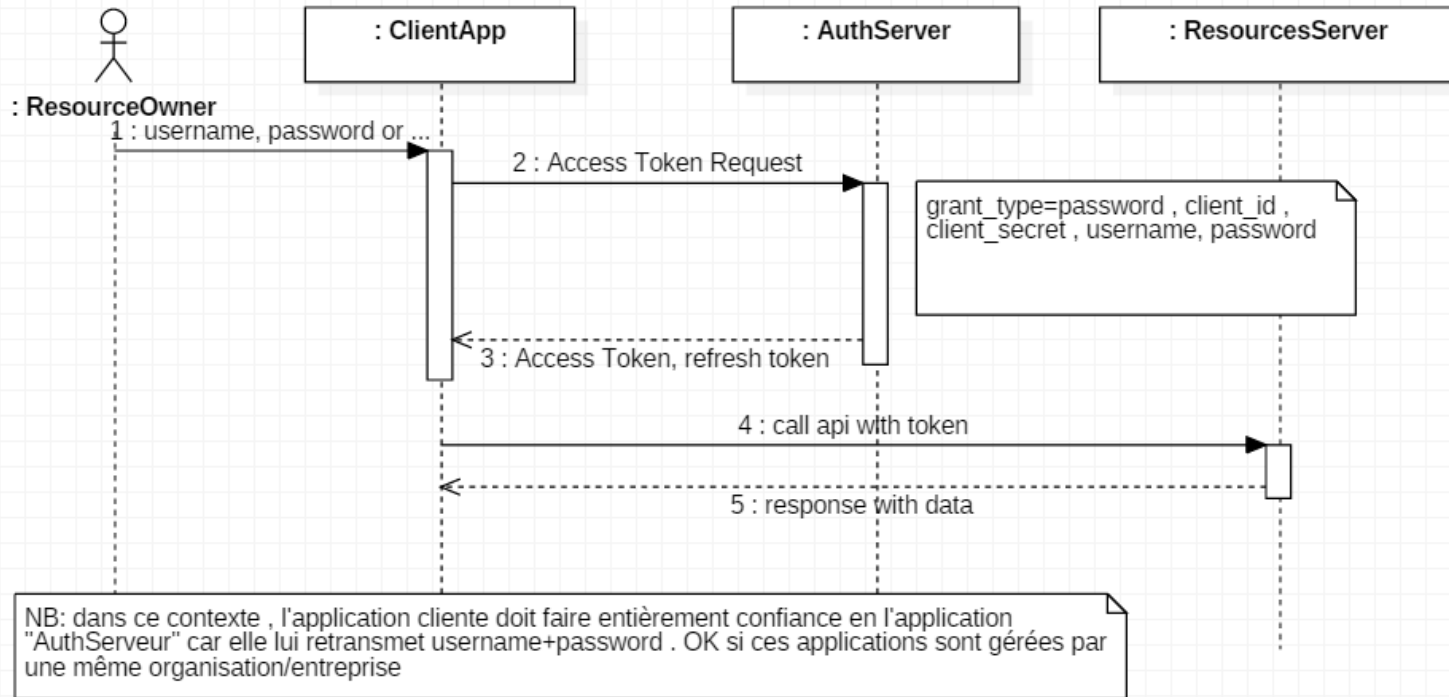 : ClientApp
: AuthServer
: ResourcesServer
: ResourceOwner
1 : username, password or ...
2 : Access Token Request
grant_type=password , client_id ,
client_secret , username, password
3 : Access Token, refresh token
4 : call api with token
5 : response with data
NB: dans ce contexte , l'application cliente doit faire entièrement confiance en l'application
"AuthServeur" car elle lui retransmet username+password . OK si ces applications sont gérées par
une même organisation/entreprise